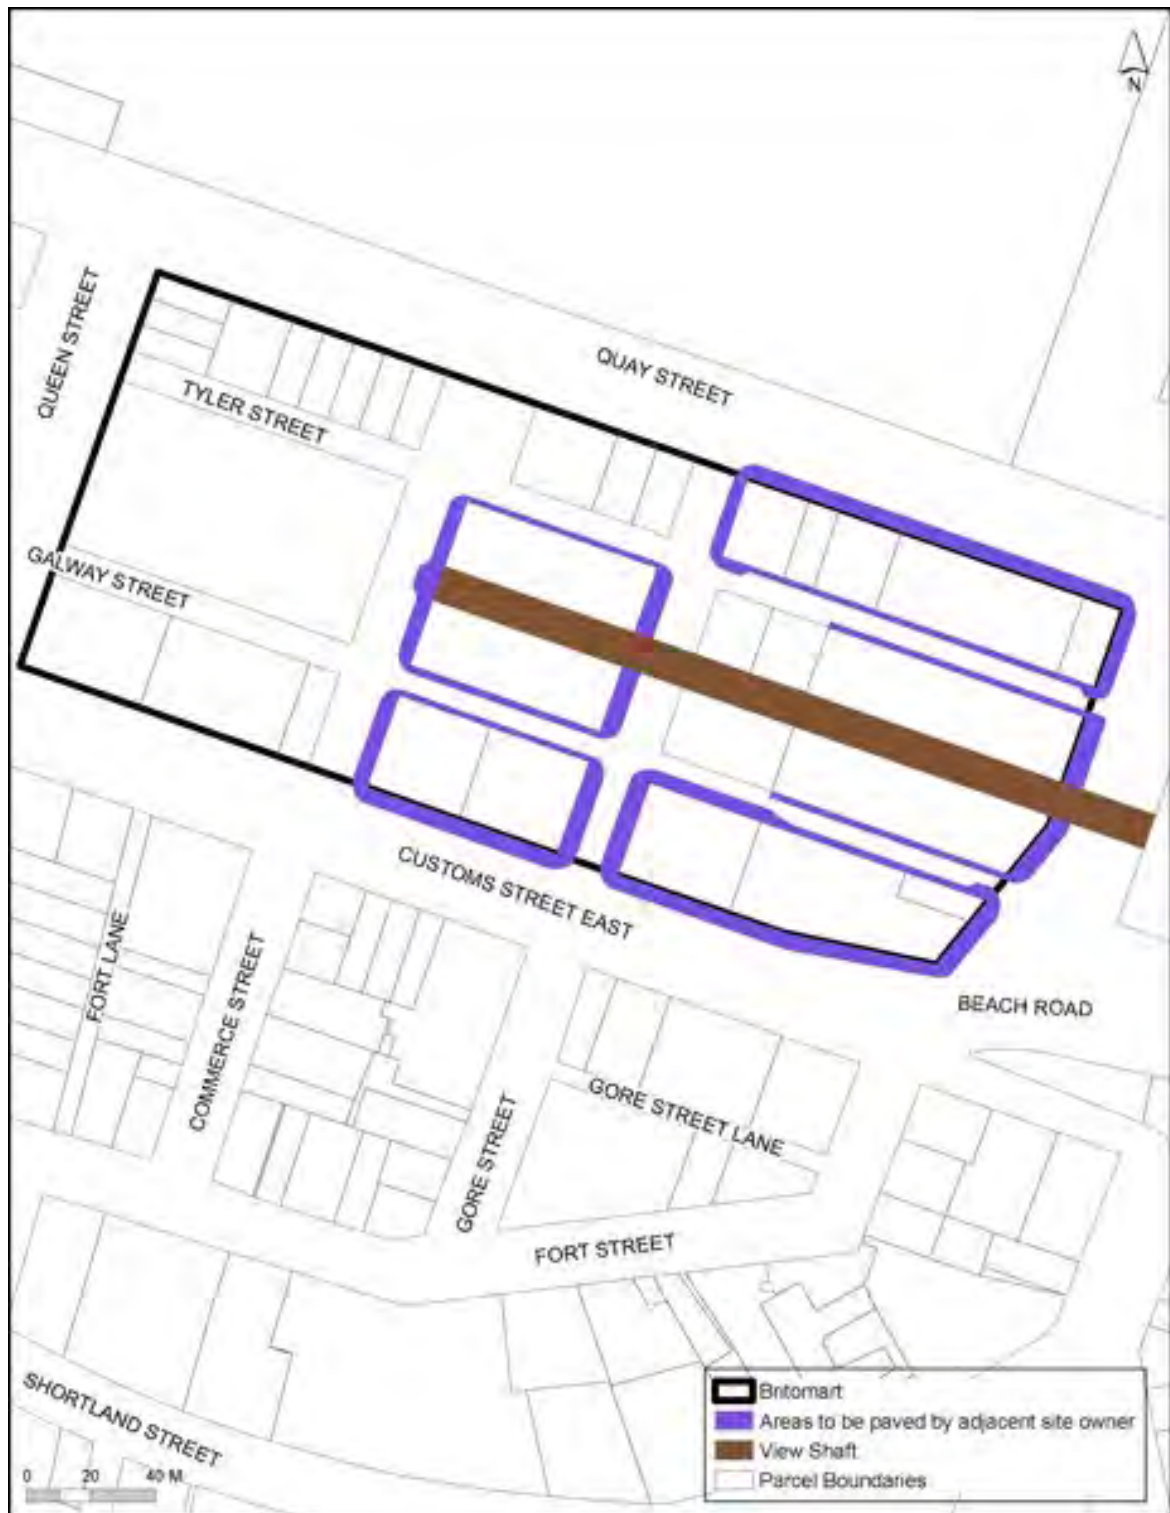 N
QUEEN STREET
QUAY STREET
TYLER STREET
GALWAY STREET
CUSTOMS STREET EAST
FORT LANE
COMMERCE STREET
BEACH ROAD
GORE STREET LANE
GORE STREET
FORT STREET
SHORTLAND STREET
Britomart
Areas to be paved by adjacent site owner
View Shaft
Parcel Boundaries
0 20 40 M